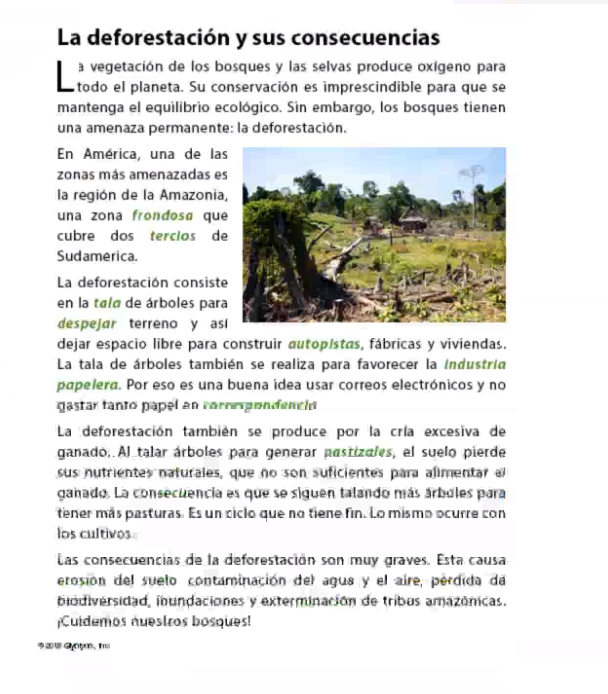 La deforestación y sus consecuencias
La vegetación de los bosques y las selvas produce oxígeno para
todo el planeta. Su conservación es imprescindible para que se
mantenga el equilibrio ecológico. Sin embargo, los bosques tienen
una amenaza permanente: la deforestación.
En América, una de las
zonas más amenazadas es
la región de la Amazonia,
una zona frondosa que
cubre dos tercios de
Sudamérica.
La deforestación consiste
en la tala de árboles para
despejar terreno y así
dejar espacio libre para construir autopistas, fábricas y viviendas.
La tala de árboles también se realiza para favorecer la industria
papelera. Por eso es una buena idea usar correos electrónicos y no
gastar tanto papel en correspondencia
La deforestación también se produce por la cría excesiva de
ganado. Al talar árboles para generar pastizales, el suelo pierde
sus nutrientes naturales, que no son suficientes para alimentar al
ganado. La consecuencia es que se siguen talando más árboles para
tener más pasturas. Es un ciclo que no tiene fin. Lo mismo ocurre con
los cultivos.
Las consecuencias de la deforestación son muy graves. Esta causa
erosión del suelo contaminación del agua y el aire, pérdida de
biodiversidad, inundaciones y exterminación de tribus amazónicas.
¡Cuidemos nuestros bosques!